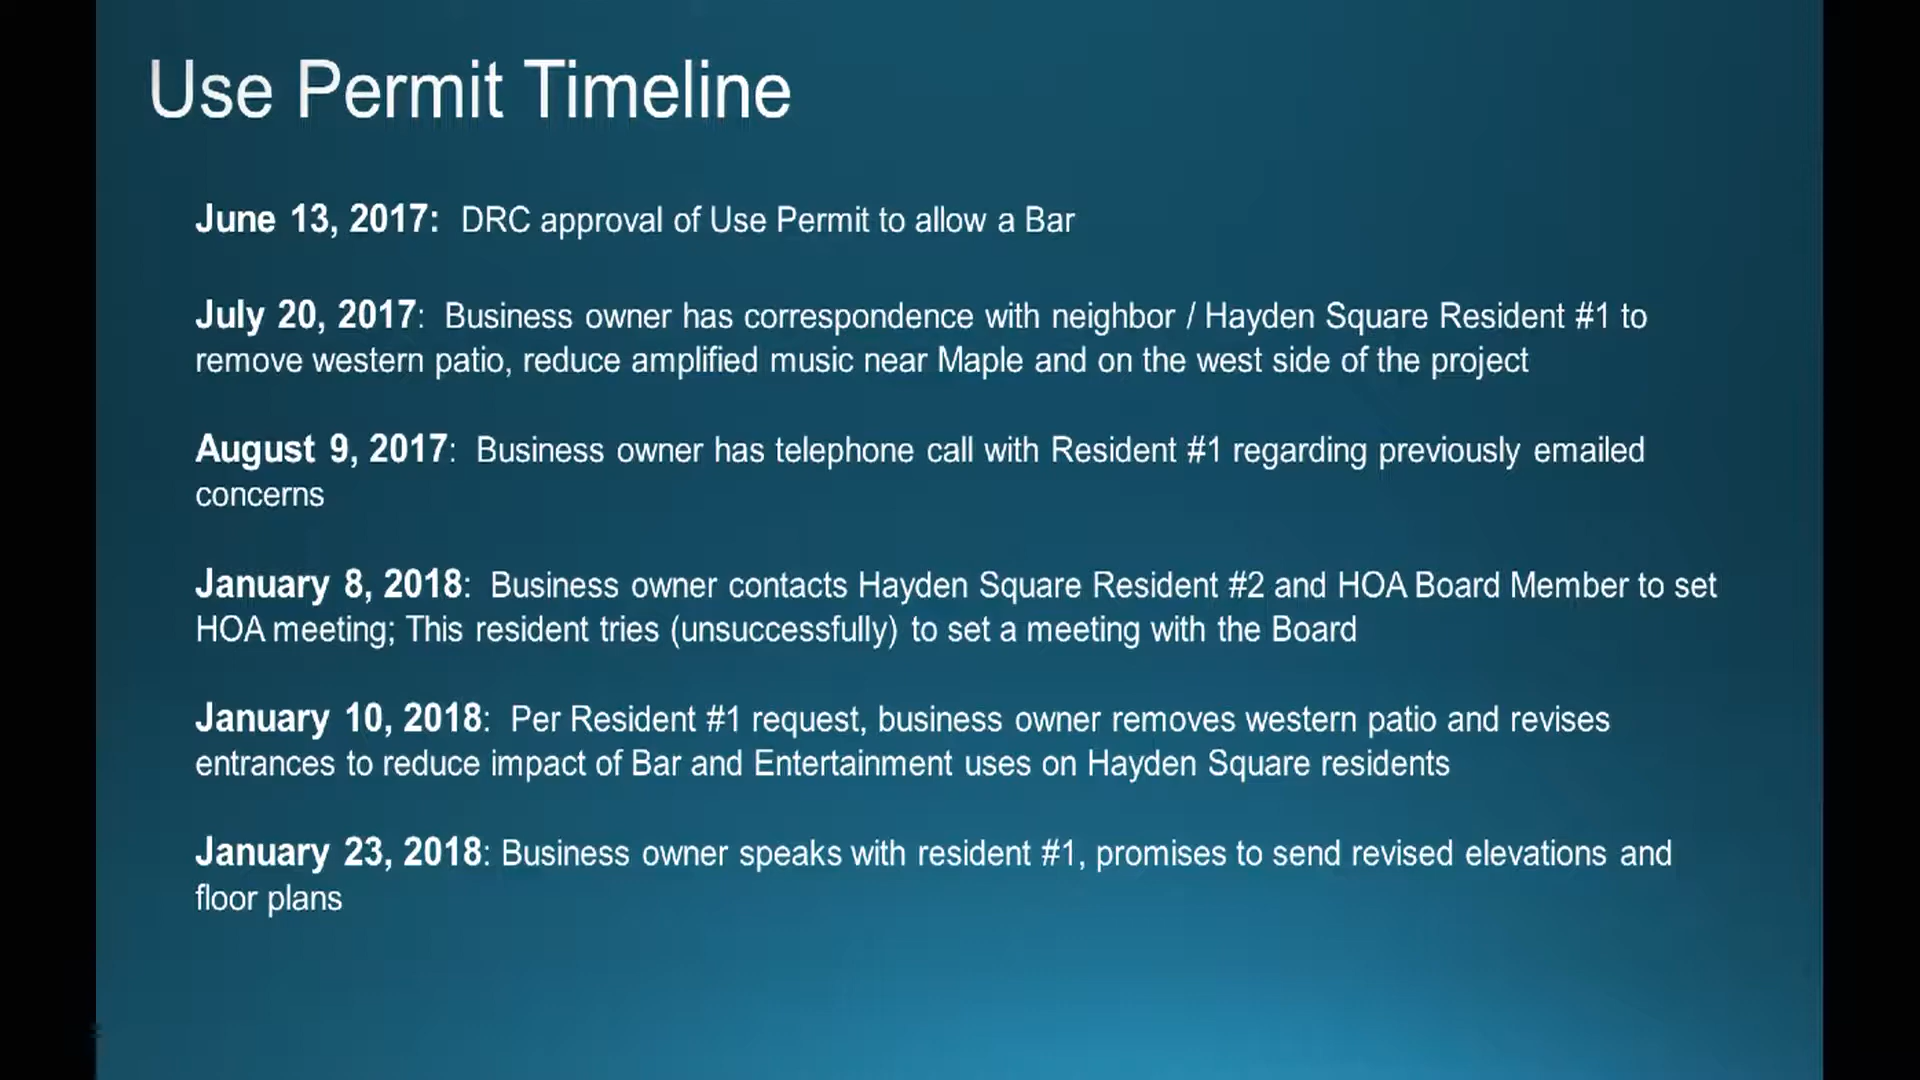 Use Permit Timeline
June 13, 2017: DRC approval of Use Permit to allow a Bar
July 20, 2017: Business owner has correspondence with neighbor / Hayden Square Resident #1 to
remove western patio, reduce amplified music near Maple and on the west side of the project
August 9, 2017: Business owner has telephone call with Resident #1 regarding previously emailed
concerns
January 8, 2018: Business owner contacts Hayden Square Resident #2 and HOA Board Member to set
HOA meeting; This resident tries (unsuccessfully) to set a meeting with the Board
January 10, 2018: Per Resident #1 request, business owner removes western patio and revises
entrances to reduce impact of Bar and Entertainment uses on Hayden Square residents
January 23, 2018: Business owner speaks with resident #1, promises to send revised elevations and
floor plans